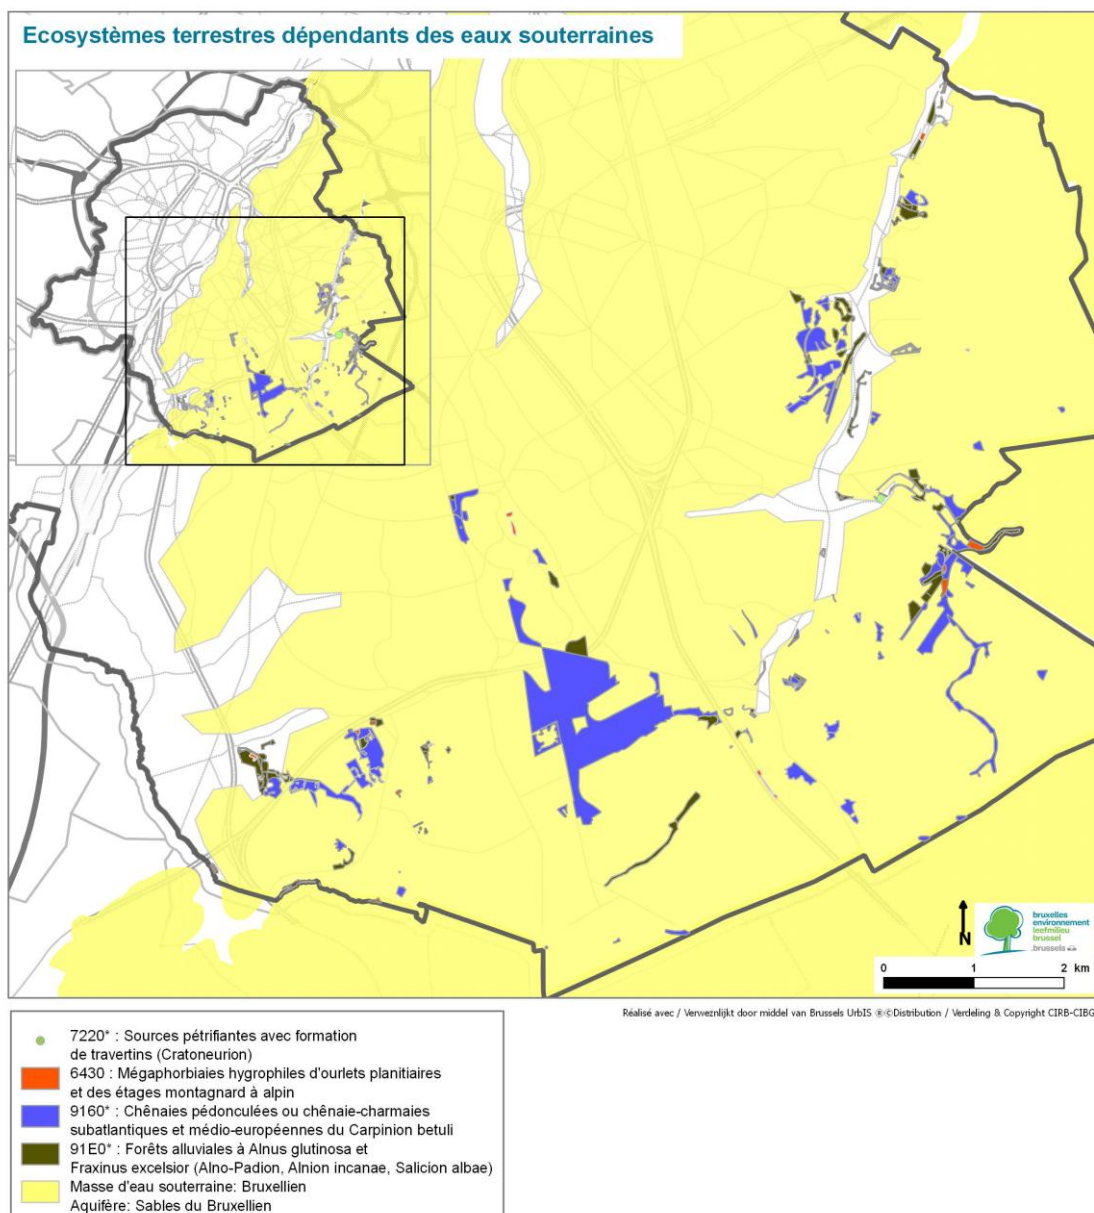 Ecosystèmes terrestres dépendants des eaux souterraines
bruxelles
environnement
leefmilieu
brussel
.brussels
N
0 1 2 km
Réalisé avec / Verweznlijkt door middel van Brussels UrbIS ®©Distribution / Verdeling & Copyright CIRB-CIBG
7220* : Sources pétrifiantes avec formation
de travertins (Cratoneurion)
6430 : Mégaphorbiaies hygrophiles d'ourlets planitiaires
et des étages montagnard à alpin
9160* : Chênaies pédonculées ou chênaie-charmaies
subatlantiques et médio-européennes du Carpinion betuli
91E0* : Forêts alluviales à Alnus glutinosa et
Fraxinus excelsior (Alno-Padion, Alnion incanae, Salicion albae)
Masse d'eau souterraine: Bruxellien
Aquifère: Sables du Bruxellien